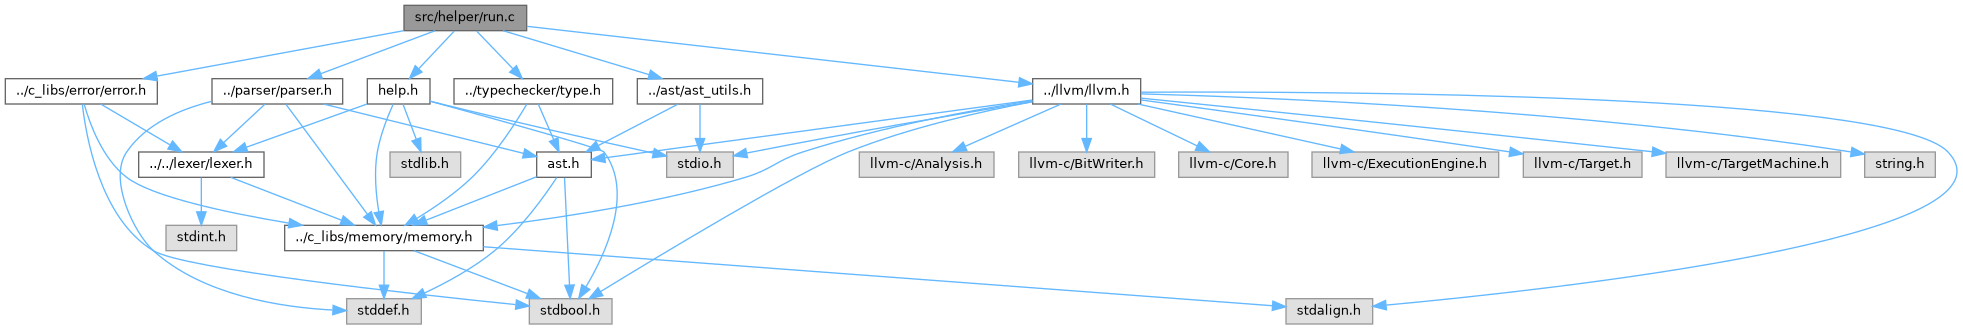 src/helper/run.c
../c_libs/error/error.h
../parser/parser.h
help.h
../typechecker/type.h
../ast/ast_utils.h
../llvm/llvm.h
../../lexer/lexer.h
stdlib.h
ast.h
stdio.h
llvm-c/Analysis.h
llvm-c/BitWriter.h
llvm-c/Core.h
llvm-c/ExecutionEngine.h
llvm-c/Target.h
llvm-c/TargetMachine.h
string.h
stdint.h
../c_libs/memory/memory.h
stddef.h
stdbool.h
stdalign.h